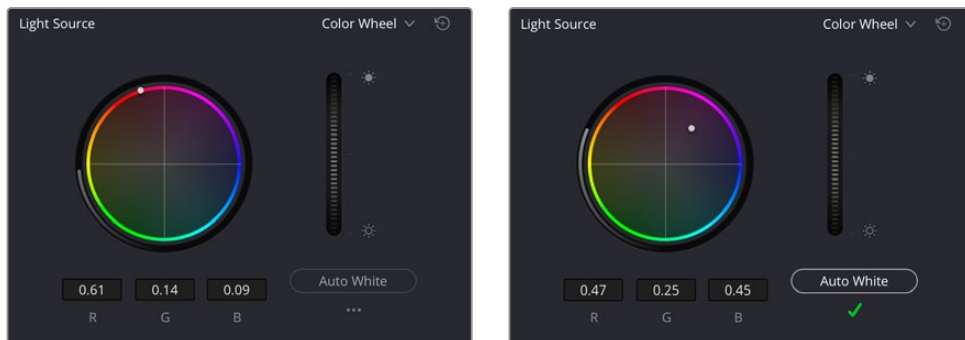 Light Source Color Wheel
0.61 0.14 0.09 Auto White
R G B
Light Source Color Wheel
0.47 0.25 0.45 Auto White
R G B